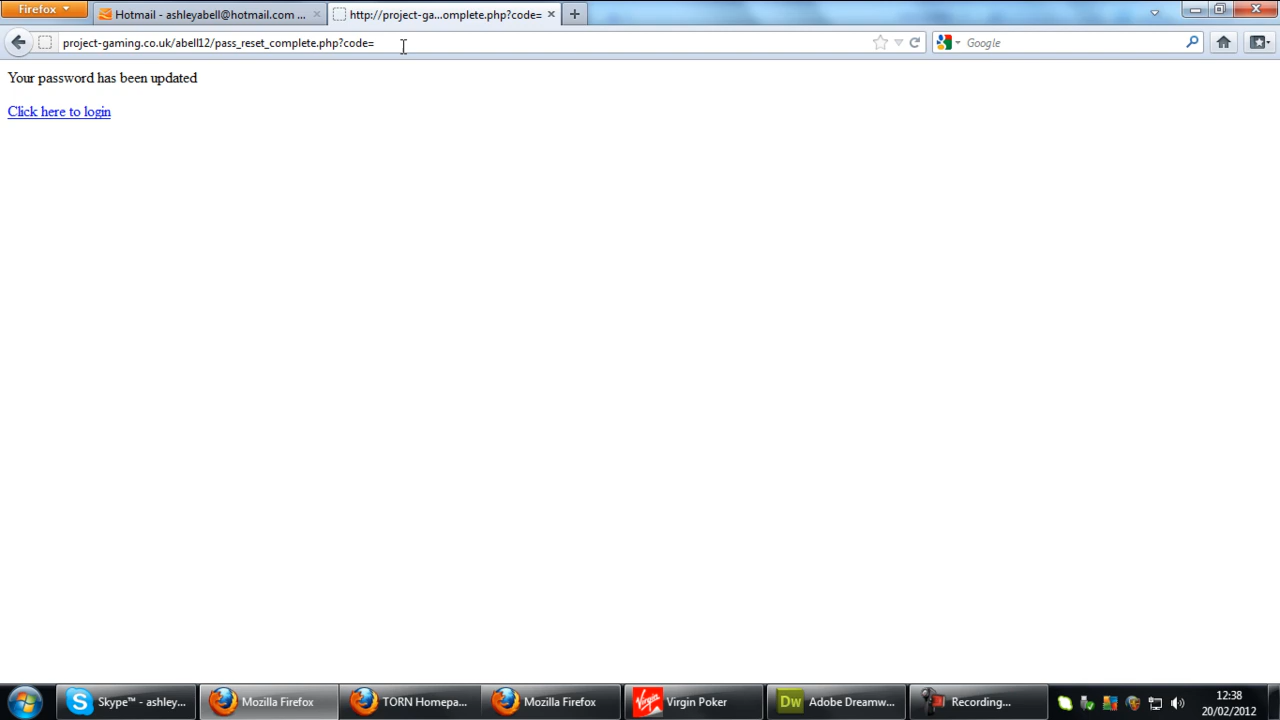 Firefox
Hotmail - ashleyabell@hotmail.com ...
http://project-ga...omplete.php?code=
project-gaming.co.uk/abell12/pass_reset_complete.php?code=
Google
Your password has been updated
Click here to login
Skype™ - ashley...
Mozilla Firefox
TORN Homepa...
Mozilla Firefox
Virgin Poker
Dw
Adobe Dreamw...
Recording...
12:38
20/02/2012